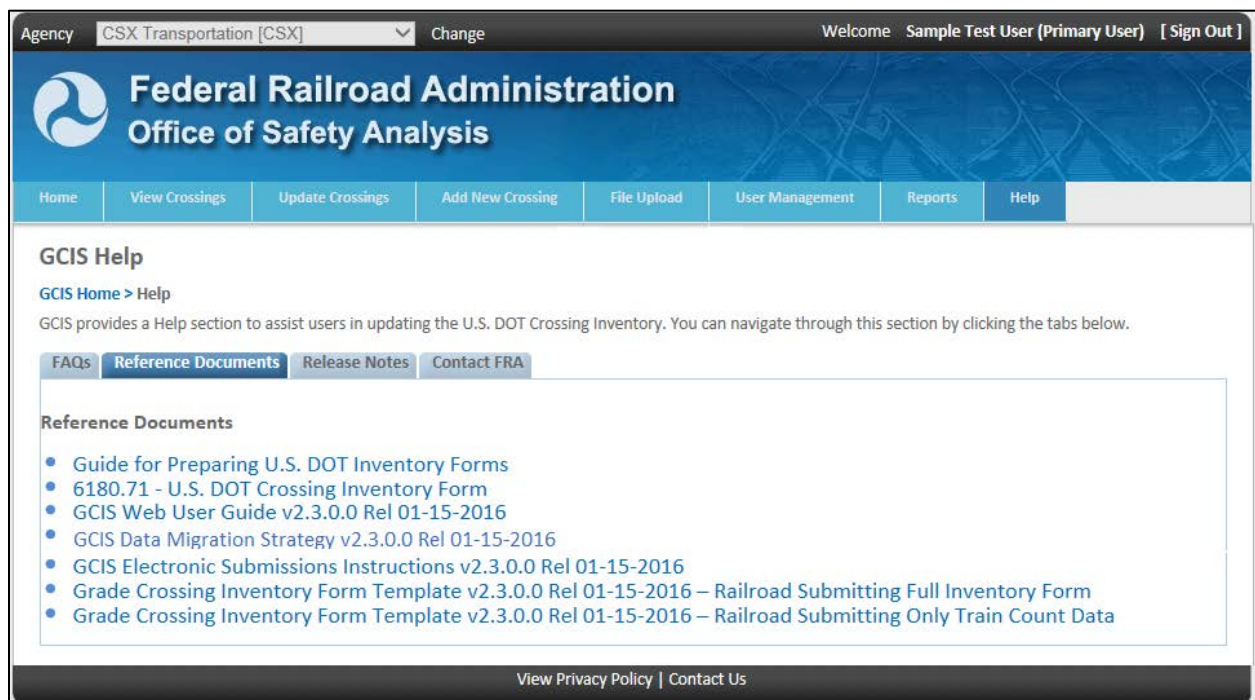 Agency CSX Transportation [CSX] Change Welcome Sample Test User (Primary User) [ Sign Out ]
Federal Railroad Administration
Office of Safety Analysis
Home View Crossings Update Crossings Add New Crossing File Upload User Management Reports Help
GCIS Help
GCIS Home > Help
GCIS provides a Help section to assist users in updating the U.S. DOT Crossing Inventory. You can navigate through this section by clicking the tabs below.
FAQs Reference Documents Release Notes Contact FRA
Reference Documents
Guide for Preparing U.S. DOT Inventory Forms
6180.71 - U.S. DOT Crossing Inventory Form
GCIS Web User Guide v2.3.0.0 Rel 01-15-2016
GCIS Data Migration Strategy v2.3.0.0 Rel 01-15-2016
GCIS Electronic Submissions Instructions v2.3.0.0 Rel 01-15-2016
Grade Crossing Inventory Form Template v2.3.0.0 Rel 01-15-2016 – Railroad Submitting Full Inventory Form
Grade Crossing Inventory Form Template v2.3.0.0 Rel 01-15-2016 – Railroad Submitting Only Train Count Data
View Privacy Policy | Contact Us